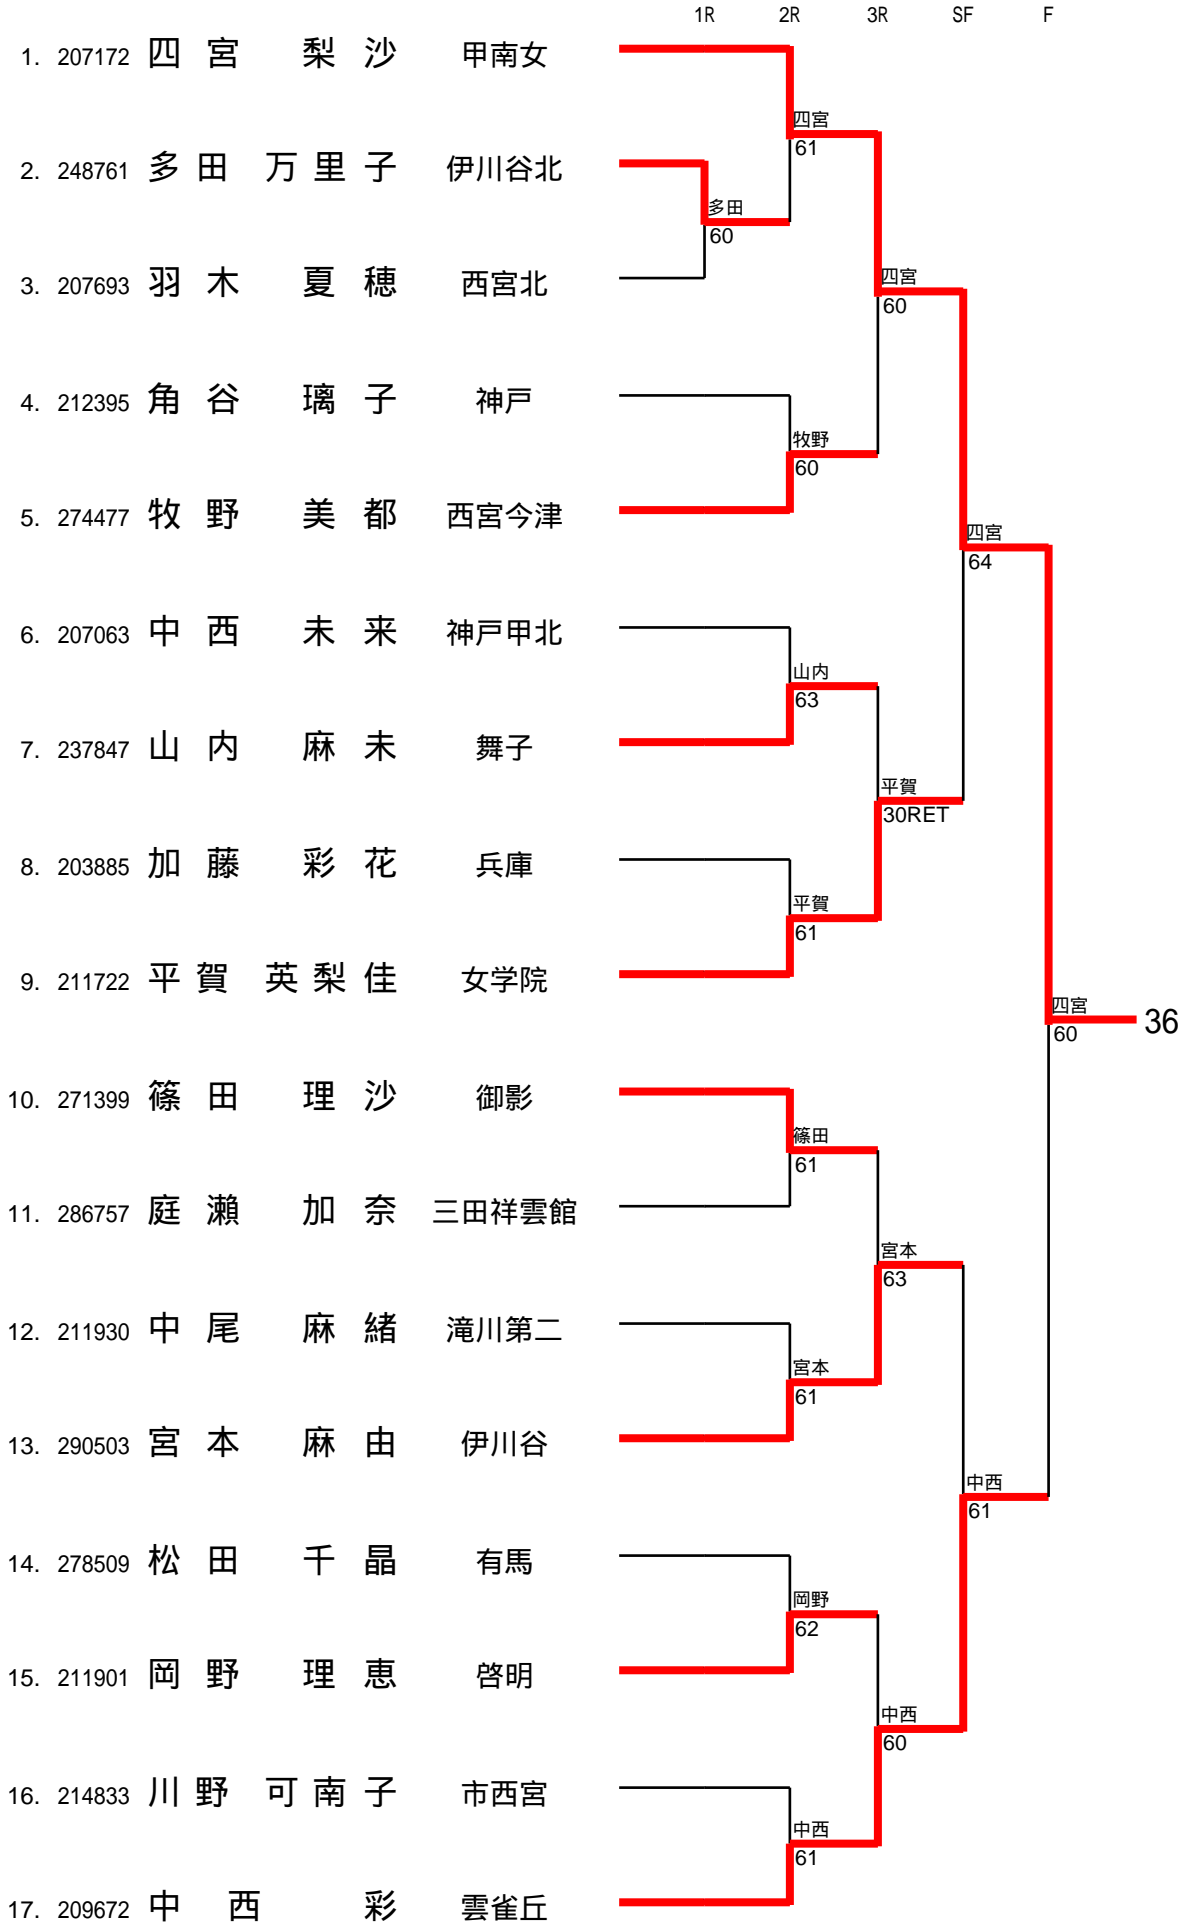 1R 2R 3R SF F
1. 207172 四宮 梨沙 甲南女
四宮
61
2. 248761 多田 万里子 伊川谷北
多田
60
3. 207693 羽木 夏穂 西宮北
四宮
60
4. 212395 角谷 璃子 神戸
牧野
60
5. 274477 牧野 美都 西宮今津
四宮
64
6. 207063 中西 未来 神戸甲北
山内
63
7. 237847 山内 麻未 舞子
平賀
30RET
8. 203885 加藤 彩花 兵庫
平賀
61
9. 211722 平賀 英梨佳 女学院
四宮
60
36
10. 271399 篠田 理沙 御影
篠田
61
11. 286757 庭瀬 加奈 三田祥雲館
宮本
63
12. 211930 中尾 麻緒 滝川第二
宮本
61
13. 290503 宮本 麻由 伊川谷
中西
61
14. 278509 松田 千晶 有馬
岡野
62
15. 211901 岡野 理恵 啓明
中西
60
16. 214833 川野 可南子 市西宮
中西
61
17. 209672 中西 彩 雲雀丘